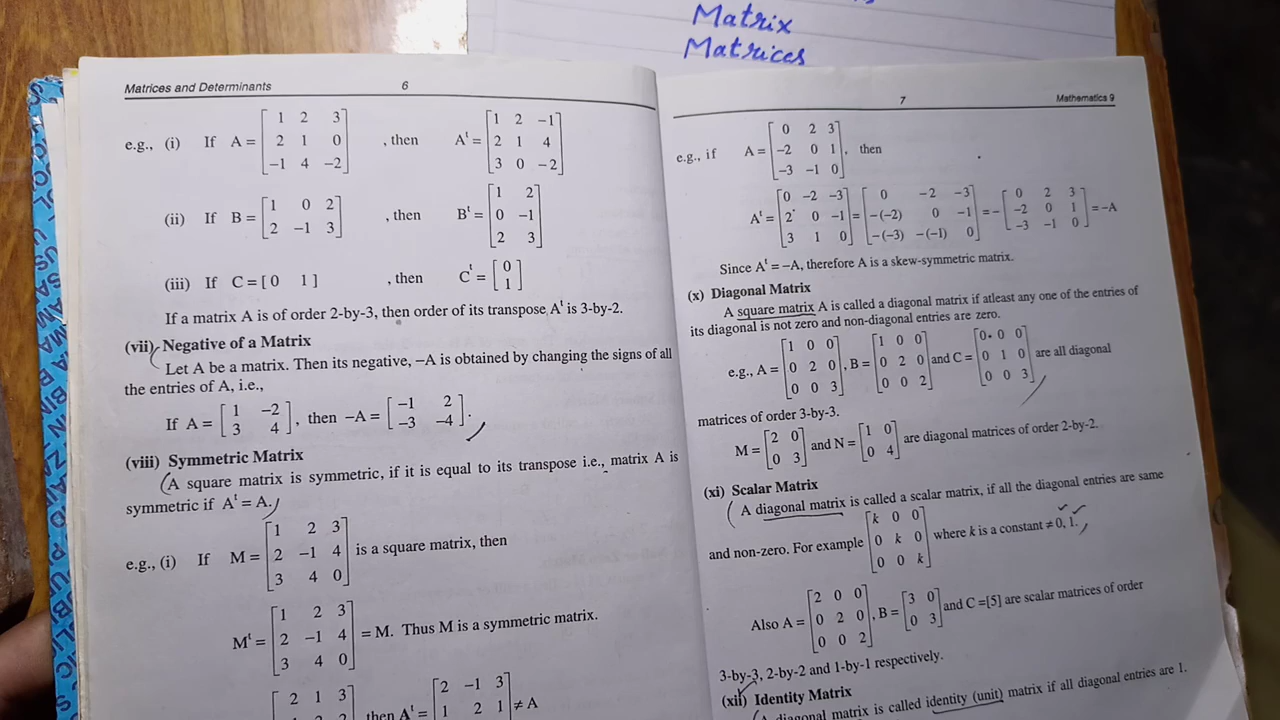 Matrix
Matrices
Matrices and Determinants 6
e.g., (i) If A = [1 2 3; 2 1 0; −1 4 −2], then Aᵗ = [1 2 −1; 2 1 4; 3 0 −2]
(ii) If B = [1 0 2; 2 −1 3], then Bᵗ = [1 2; 0 −1; 2 3]
(iii) If C = [0 1], then Cᵗ = [0; 1]
If a matrix A is of order 2-by-3, then order of its transpose Aᵗ is 3-by-2.
(vii) Negative of a Matrix
Let A be a matrix. Then its negative, −A is obtained by changing the signs of all
the entries of A, i.e.,
If A = [1 −2; 3 4], then −A = [−1 2; −3 −4].
(viii) Symmetric Matrix
A square matrix is symmetric, if it is equal to its transpose i.e., matrix A is
symmetric if Aᵗ = A.
e.g., (i) If M = [1 2 3; 2 −1 4; 3 4 0] is a square matrix, then
Mᵗ = [1 2 3; 2 −1 4; 3 4 0] = M. Thus M is a symmetric matrix.
2 1 3
then Aᵗ = [2 −1 3; 1 2 1 ≠ A
7 Mathematics 9
e.g., if A = [0 2 3; −2 0 1; −3 −1 0], then
Aᵗ = [0 −2 −3; 2 0 −1; 3 1 0] = [0 −2 −3; −(−2) 0 −1; −(−3) −(−1) 0] = −[0 2 3; −2 0 1; −3 −1 0] = −A
Since Aᵗ = −A, therefore A is a skew-symmetric matrix.
(x) Diagonal Matrix
A square matrix A is called a diagonal matrix if atleast any one of the entries of
its diagonal is not zero and non-diagonal entries are zero.
e.g., A = [1 0 0; 0 2 0; 0 0 3], B = [1 0 0; 0 2 0; 0 0 2] and C = [0 0 0; 0 1 0; 0 0 3] are all diagonal
matrices of order 3-by-3.
M = [2 0; 0 3] and N = [1 0; 0 4] are diagonal matrices of order 2-by-2.
(xi) Scalar Matrix
A diagonal matrix is called a scalar matrix, if all the diagonal entries are same
and non-zero. For example [k 0 0; 0 k 0; 0 0 k] where k is a constant ≠ 0, 1.
Also A = [2 0 0; 0 2 0; 0 0 2], B = [3 0; 0 3] and C =[5] are scalar matrices of order
3-by-3, 2-by-2 and 1-by-1 respectively.
(xii) Identity Matrix
A diagonal matrix is called identity (unit) matrix if all diagonal entries are 1.